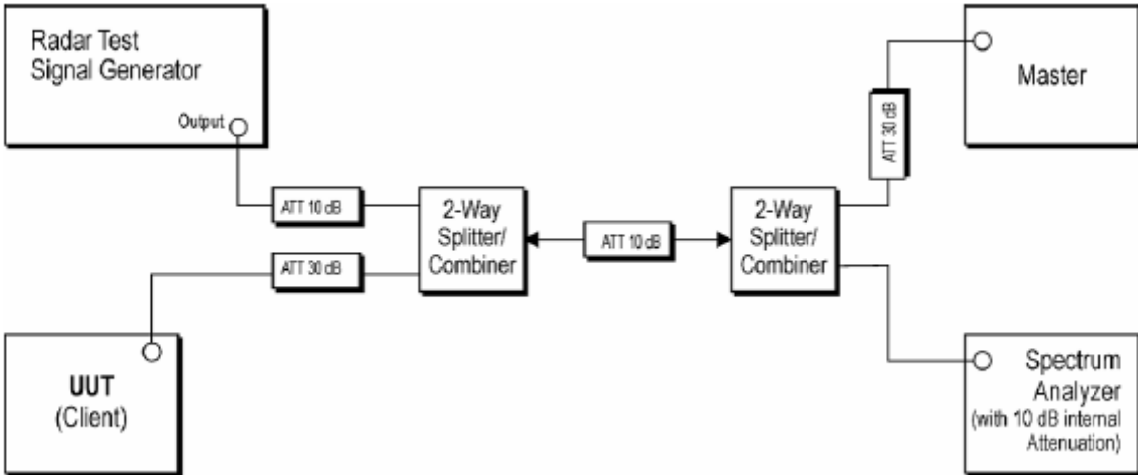 Radar Test
Signal Generator
Output
ATT 10 dB
2-Way
Splitter/
Combiner
ATT 30 dB
UUT
(Client)
ATT 10 dB
2-Way
Splitter/
Combiner
ATT 30 dB
Master
Spectrum
Analyzer
(with 10 dB internal
Attenuation)